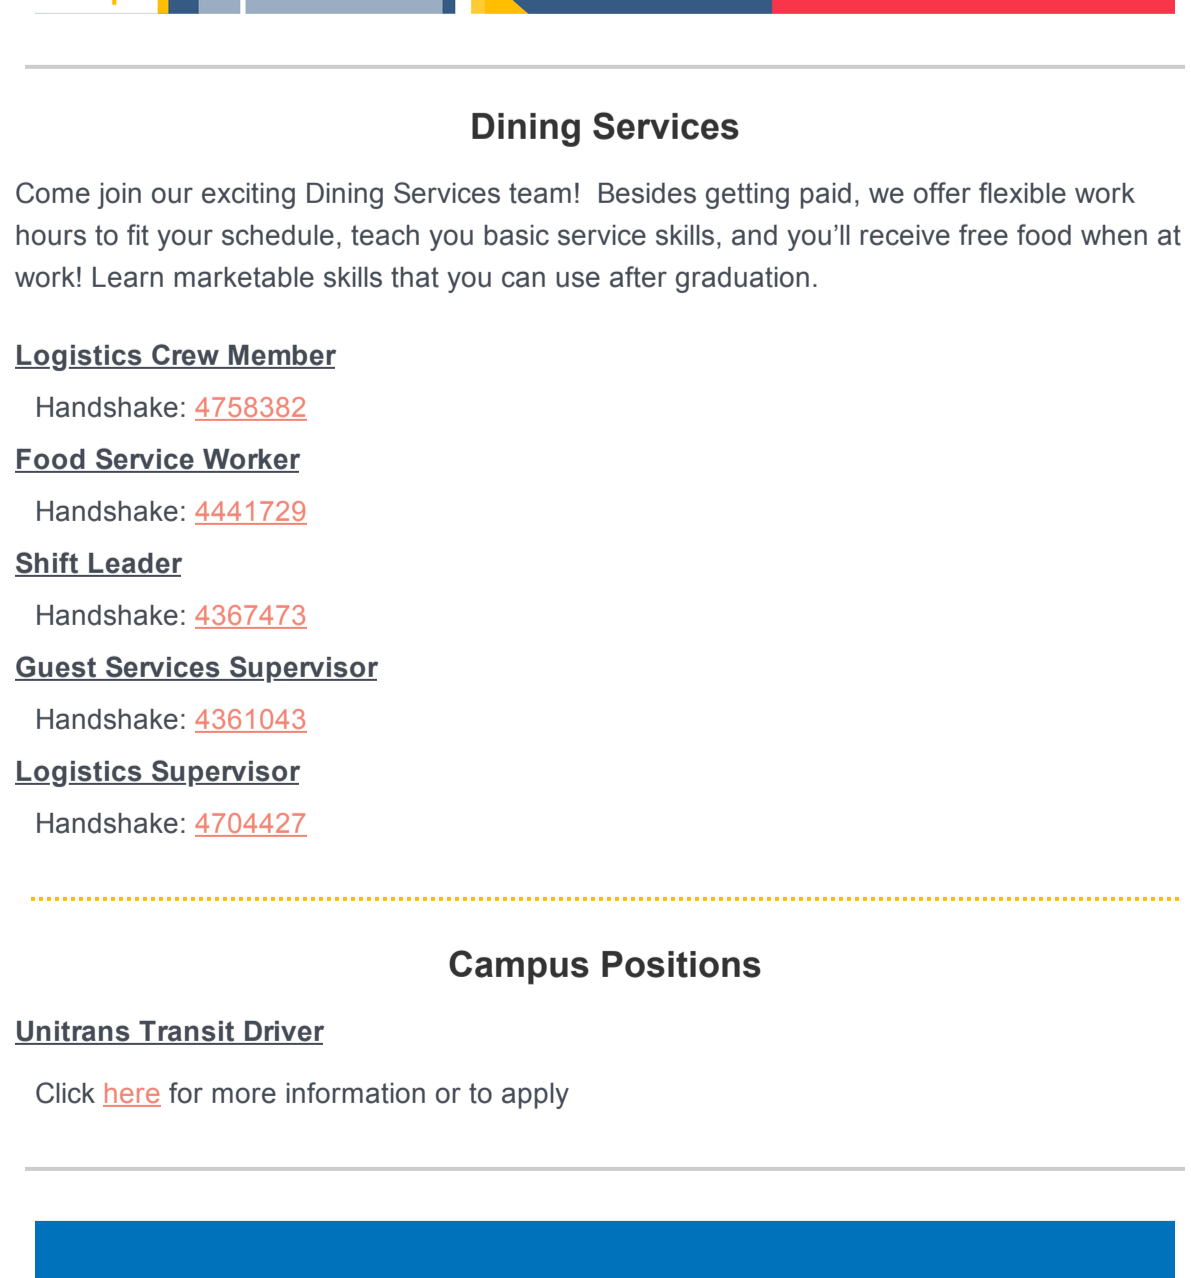 Dining Services
Come join our exciting Dining Services team!  Besides getting paid, we offer flexible work
hours to fit your schedule, teach you basic service skills, and you’ll receive free food when at
work! Learn marketable skills that you can use after graduation.
Logistics Crew Member
Handshake: 4758382
Food Service Worker
Handshake: 4441729
Shift Leader
Handshake: 4367473
Guest Services Supervisor
Handshake: 4361043
Logistics Supervisor
Handshake: 4704427
Campus Positions
Unitrans Transit Driver
Click here for more information or to apply